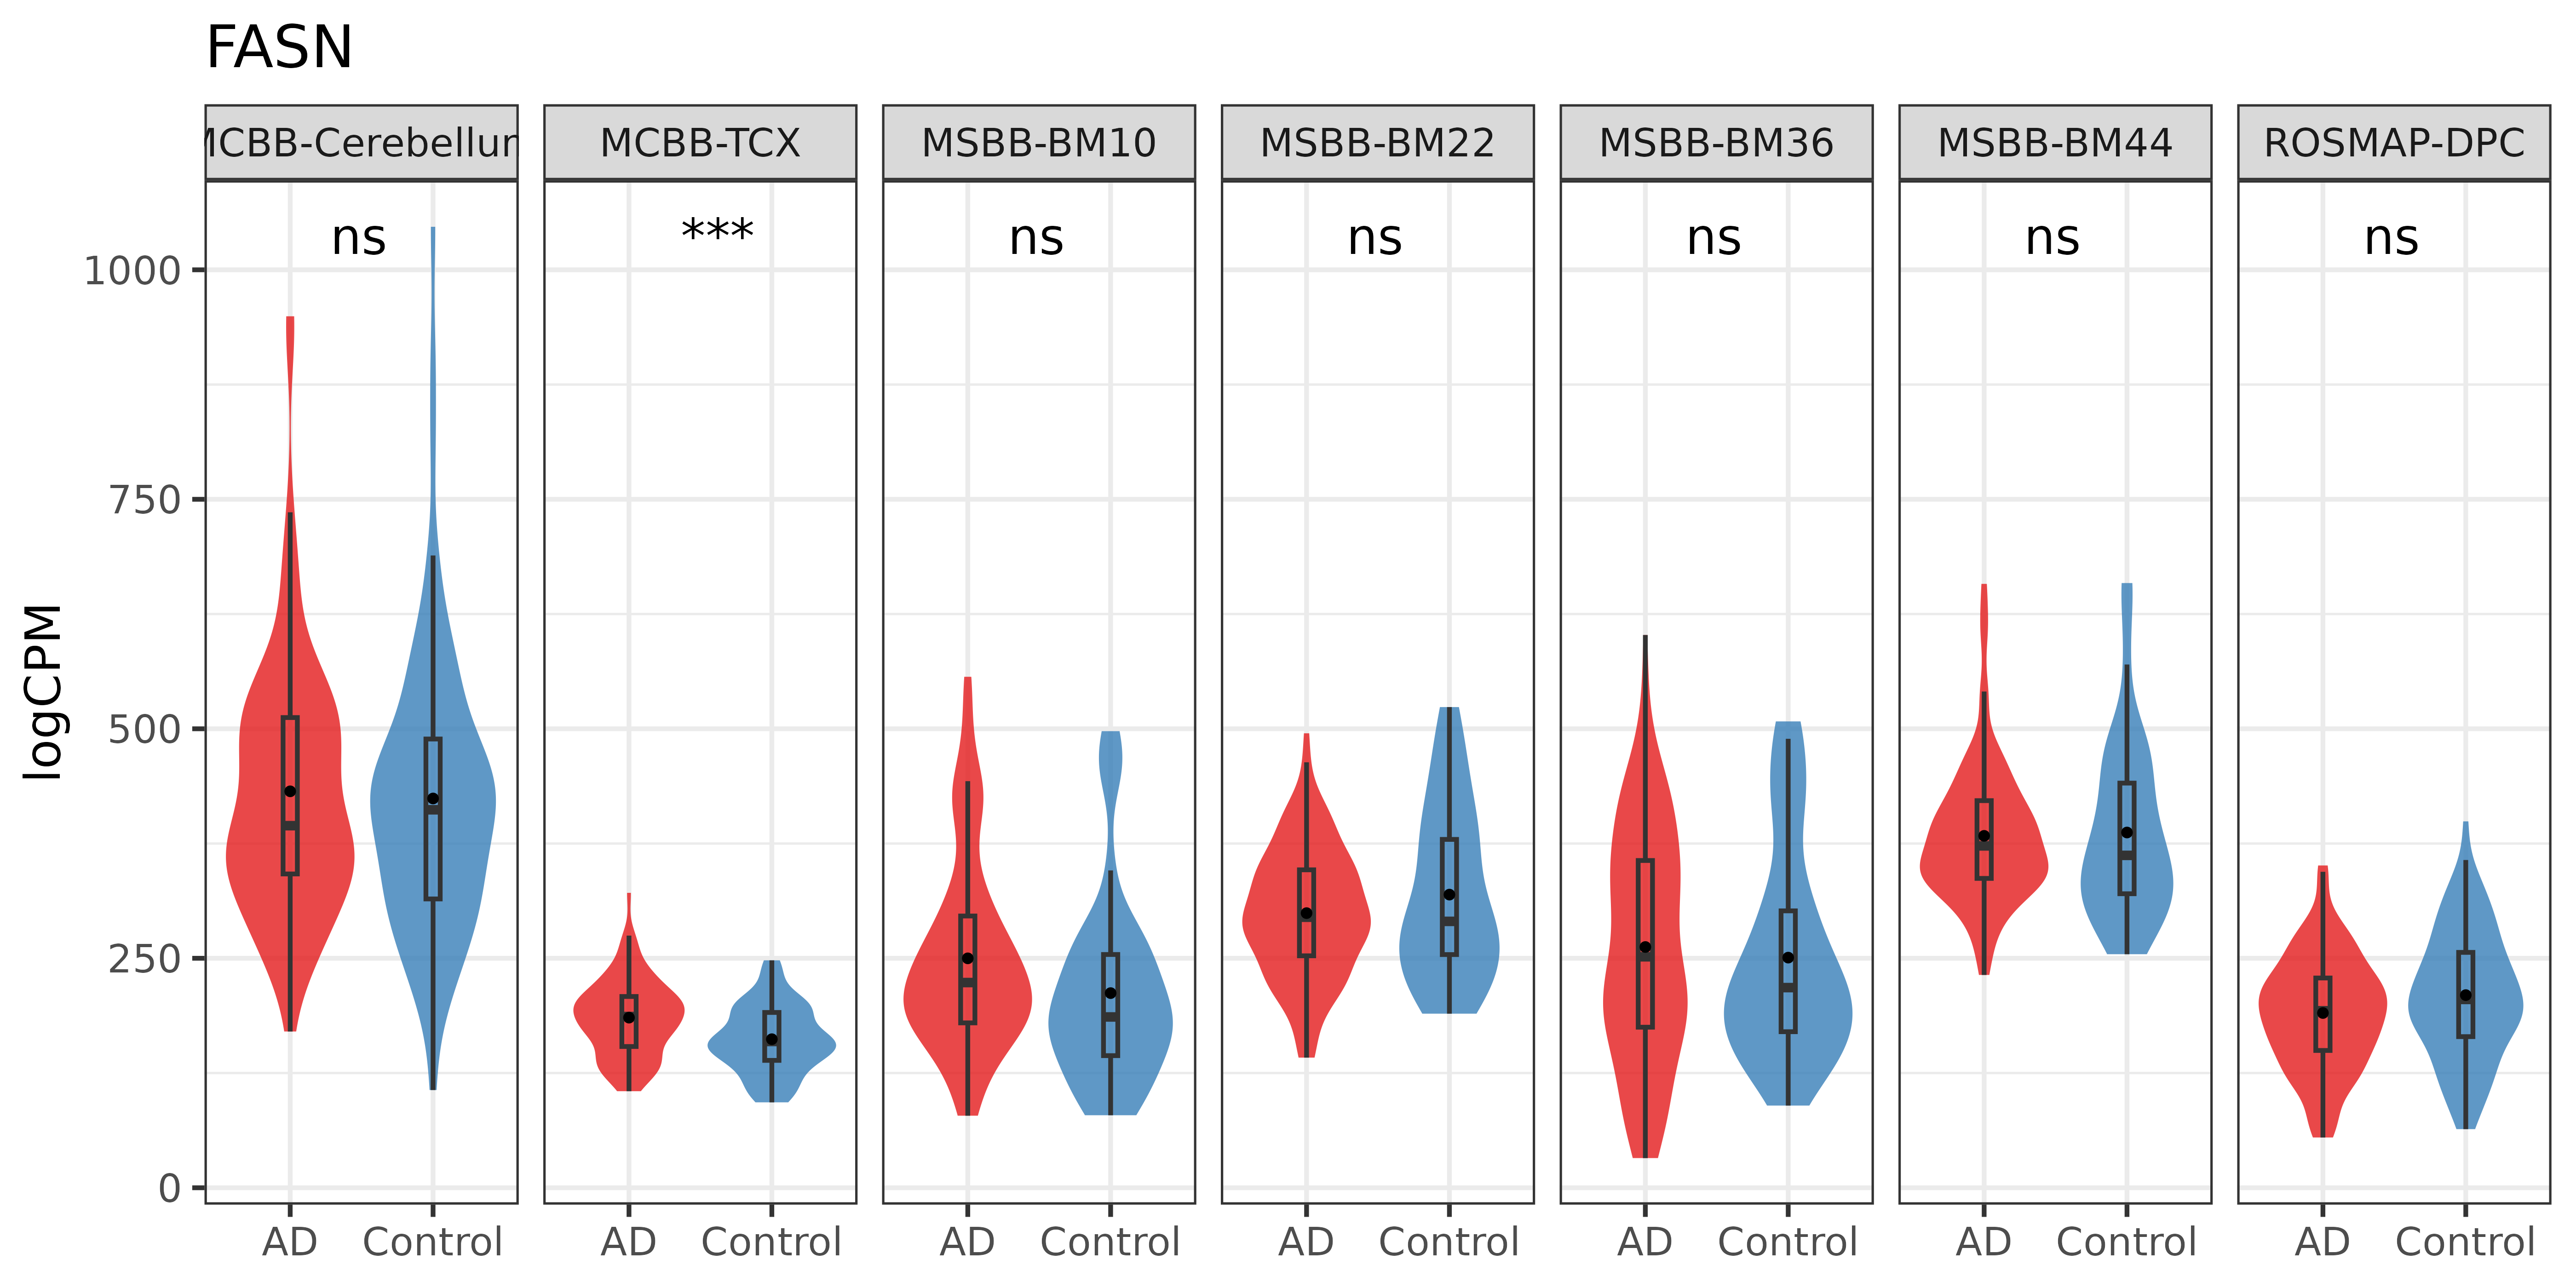 FASN
MCBB-Cerebellum MCBB-TCX MSBB-BM10 MSBB-BM22 MSBB-BM36 MSBB-BM44 ROSMAP-DPC
ns *** ns ns ns ns ns
1000
750
500
250
0
logCPM
AD Control AD Control AD Control AD Control AD Control AD Control AD Control